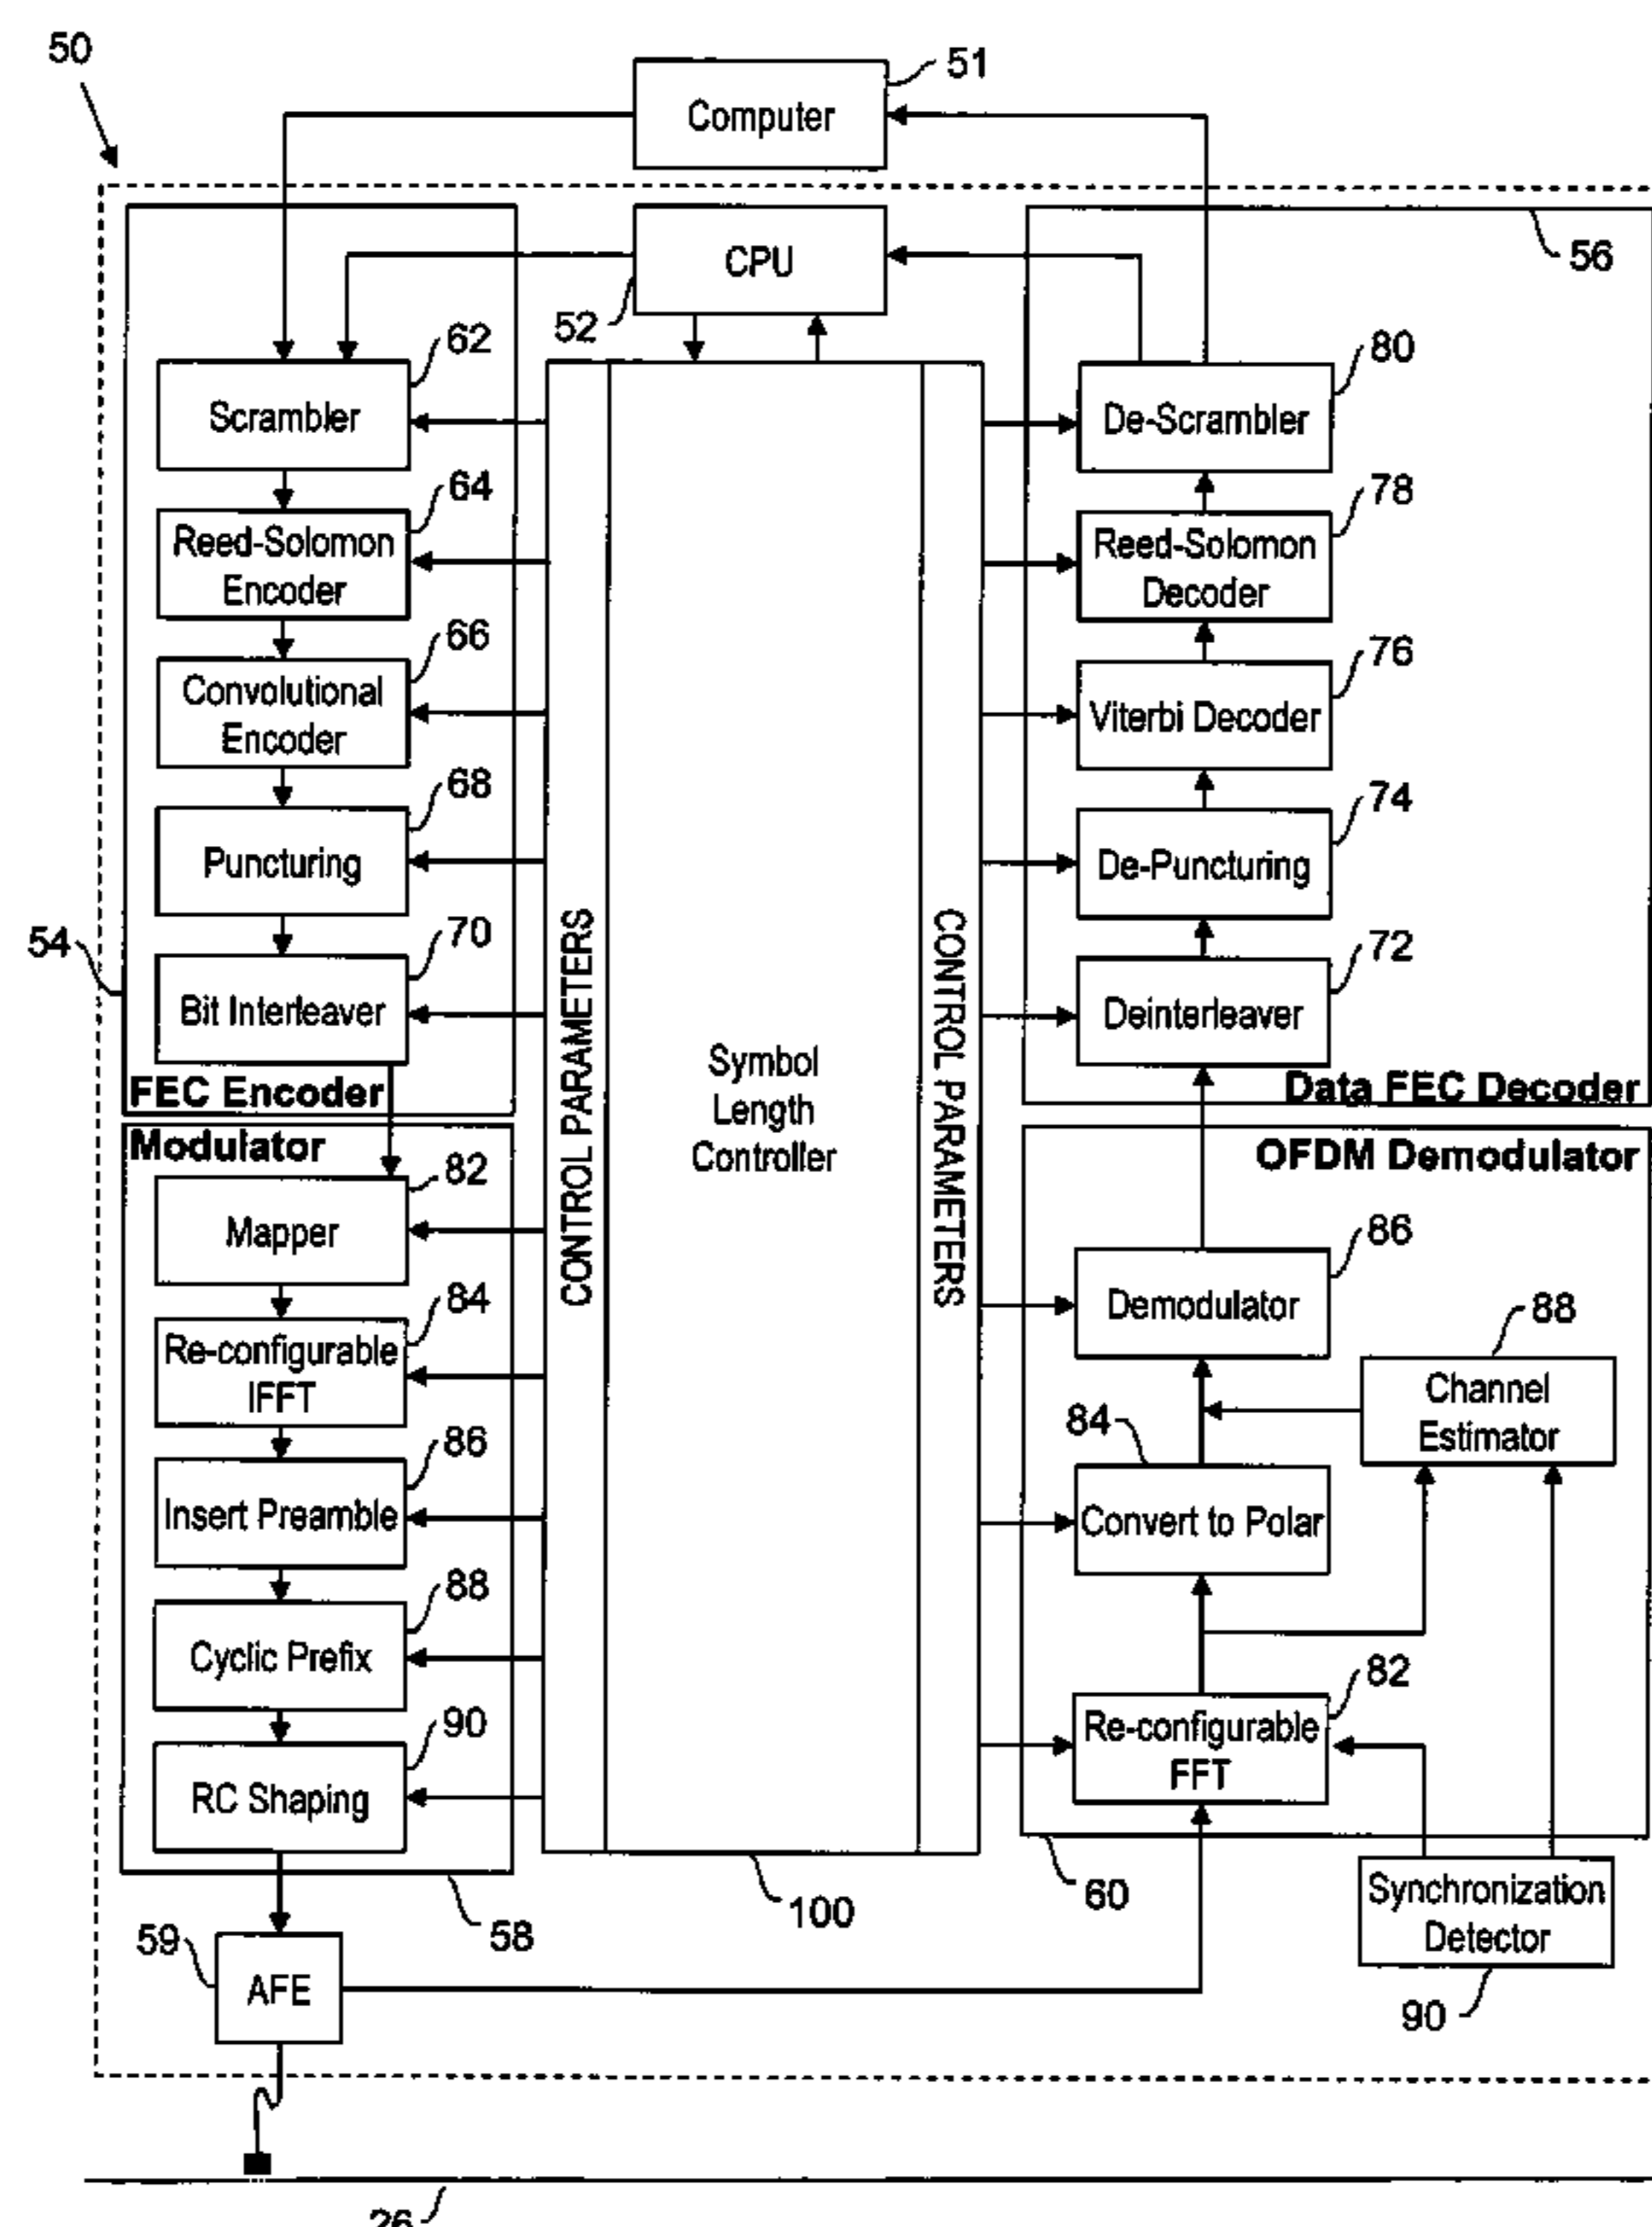 50
51
Computer
56
CPU
52
62
80
Scrambler
De-Scrambler
64
78
Reed-Solomon
Encoder
Reed-Solomon
Decoder
66
76
Convolutional
Encoder
Viterbi Decoder
68
74
Puncturing
De-Puncturing
54
70
72
Bit Interleaver
Deinterleaver
FEC Encoder
Data FEC Decoder
CONTROL PARAMETERS
Symbol
Length
Controller
CONTROL PARAMETERS
Modulator
OFDM Demodulator
82
Mapper
86
Demodulator
84
Re-configurable
IFFT
88
Channel
Estimator
84
Convert to Polar
86
Insert Preamble
88
Cyclic Prefix
82
Re-configurable
FFT
90
RC Shaping
60
Synchronization
Detector
100
58
59
AFE
90
26